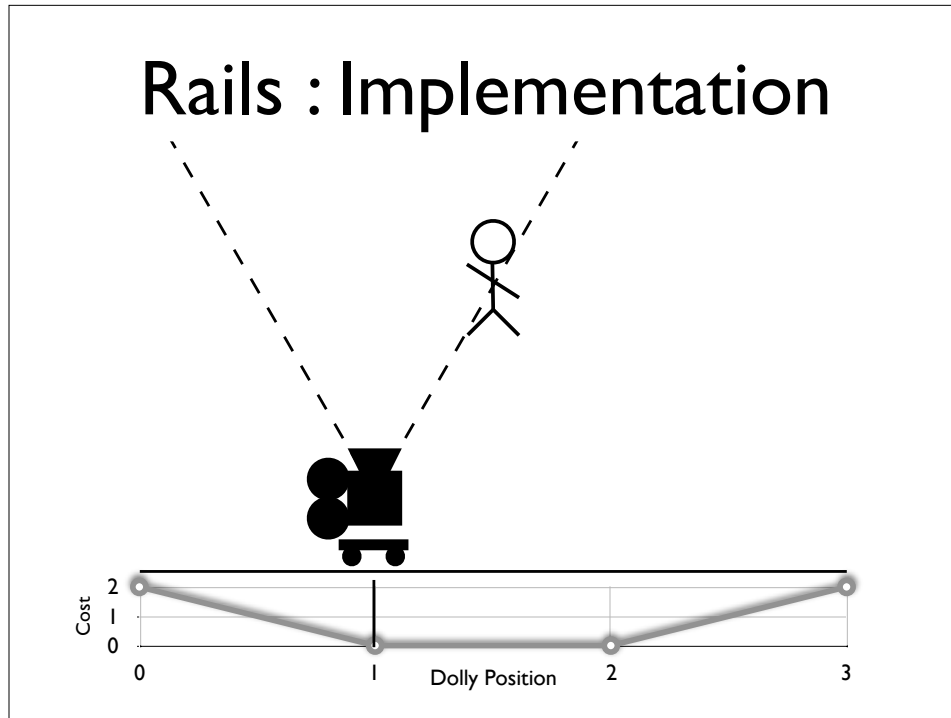 Rails : Implementation
2
1
0
Cost
0 1 2 3
Dolly Position